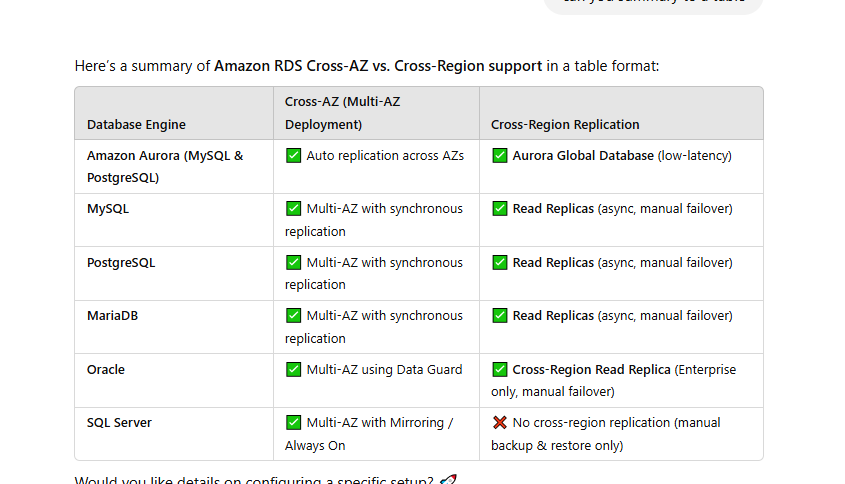 can you summary to a table
Here's a summary of Amazon RDS Cross-AZ vs. Cross-Region support in a table format:
Cross-AZ (Multi-AZ
Database Engine Deployment) Cross-Region Replication
Amazon Aurora (MySQL & ✅ Auto replication across AZs ✅ Aurora Global Database (low-latency)
PostgreSQL)
MySQL ✅ Multi-AZ with synchronous ✅ Read Replicas (async, manual failover)
replication
PostgreSQL ✅ Multi-AZ with synchronous ✅ Read Replicas (async, manual failover)
replication
MariaDB ✅ Multi-AZ with synchronous ✅ Read Replicas (async, manual failover)
replication
Oracle ✅ Multi-AZ using Data Guard ✅ Cross-Region Read Replica (Enterprise
only, manual failover)
SQL Server ✅ Multi-AZ with Mirroring / ❌ No cross-region replication (manual
Always On backup & restore only)
Would you like details on configuring a specific setup? 🚀